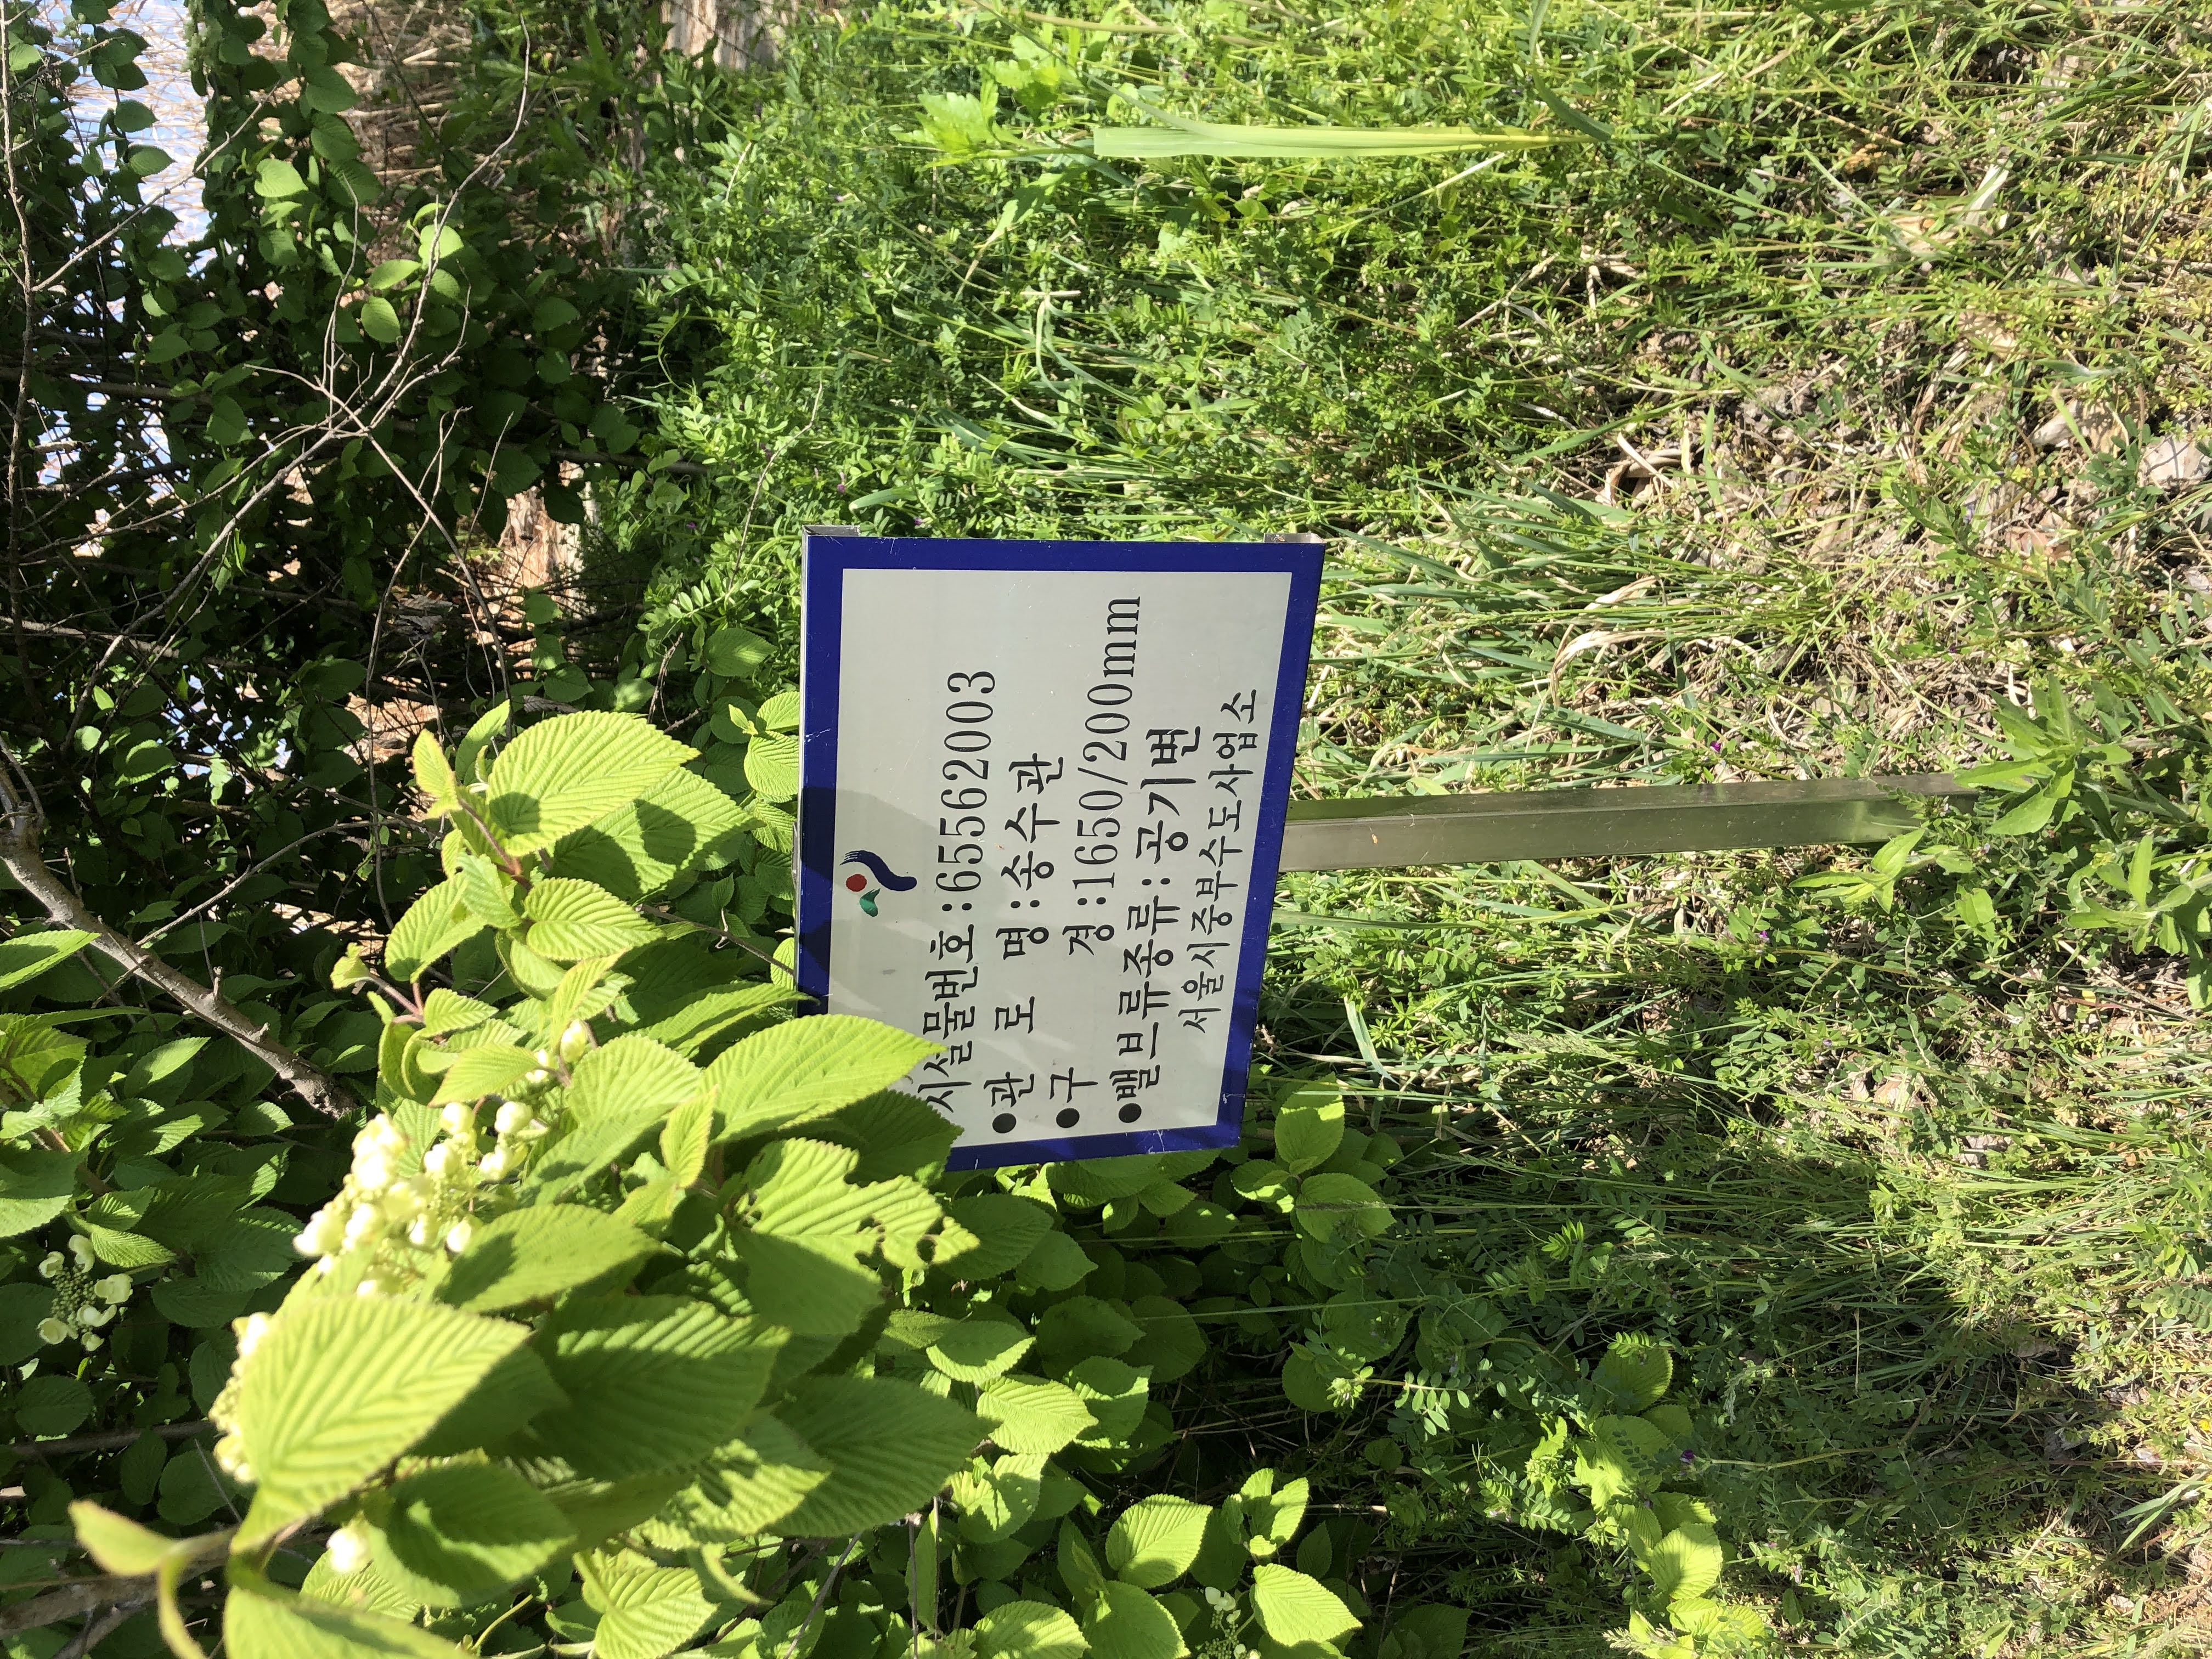 시설물번호:65562003
●관 로 명:송수관
●구 경:1650/200mm
●밸브류종류:공기변
서울시중부수도사업소